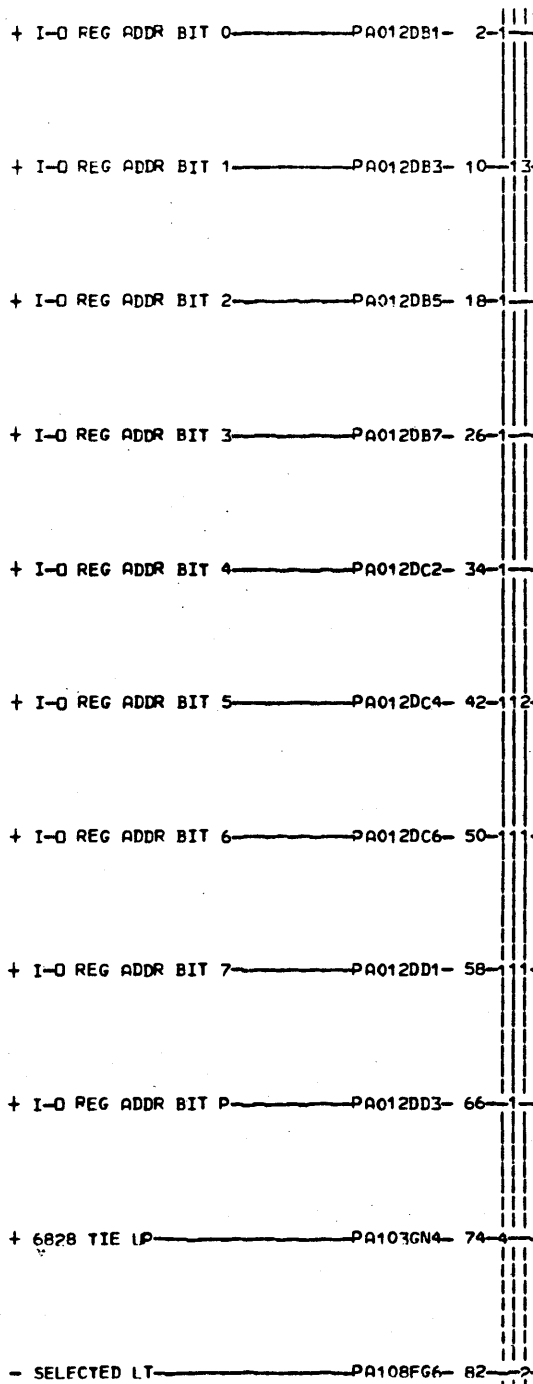 + I-O REG ADDR BIT 0 PA012DB1- 2-1
+ I-O REG ADDR BIT 1 PA012DB3- 10-13
+ I-O REG ADDR BIT 2 PA012DB5- 18-1
+ I-O REG ADDR BIT 3 PA012DB7- 26-1
+ I-O REG ADDR BIT 4 PA012DC2- 34-1
+ I-O REG ADDR BIT 5 PA012DC4- 42-112
+ I-O REG ADDR BIT 6 PA012DC6- 50-111
+ I-O REG ADDR BIT 7 PA012DD1- 58-111
+ I-O REG ADDR BIT P PA012DD3- 66-1
+ 6828 TIE UP PA103GN4- 74-4
- SELECTED LT PA108FG6- 82-2